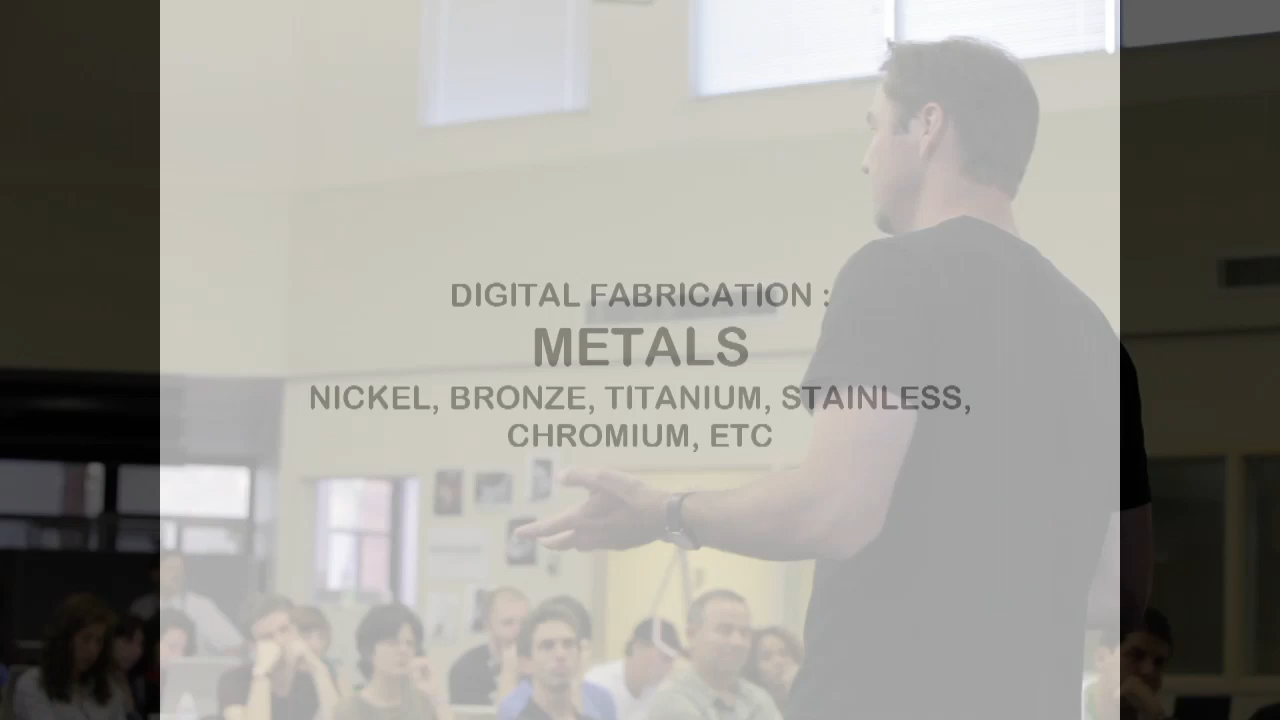 DIGITAL FABRICATION :
METALS
NICKEL, BRONZE, TITANIUM, STAINLESS,
CHROMIUM, ETC